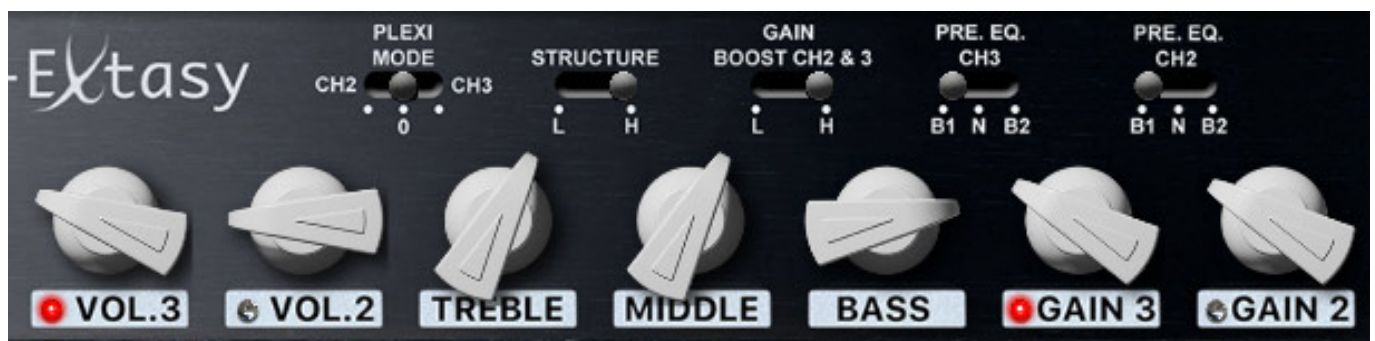 -Extasy
PLEXI
MODE
CH2 CH3
0
STRUCTURE
L H
GAIN
BOOST CH2 & 3
L H
PRE. EQ.
CH3
B1 N B2
PRE. EQ.
CH2
B1 N B2
VOL.3 VOL.2 TREBLE MIDDLE BASS GAIN 3 GAIN 2